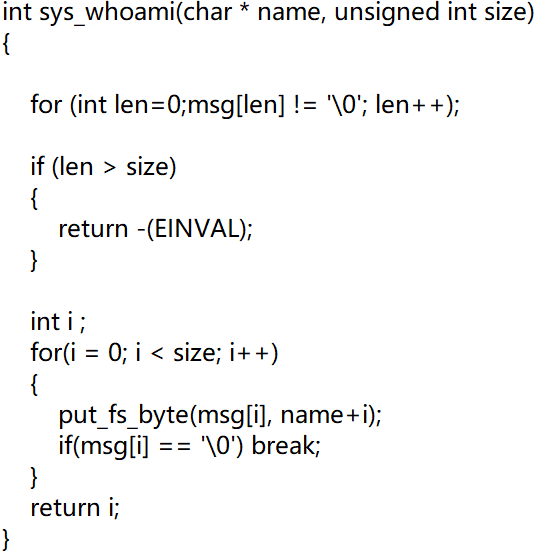 int sys_whoami(char * name, unsigned int size)
{
for (int len=0;msg[len] != '\0'; len++);
if (len > size)
{
return -(EINVAL);
}
int i ;
for(i = 0; i < size; i++)
{
put_fs_byte(msg[i], name+i);
if(msg[i] == '\0') break;
}
return i;
}